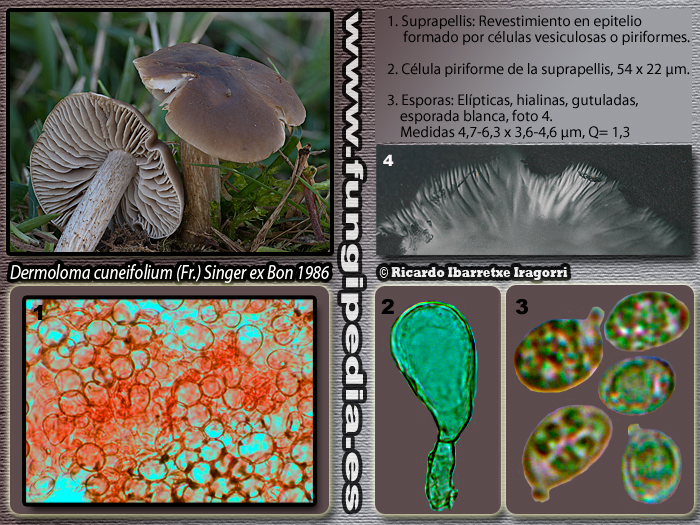 1. Suprapellis: Revestimiento en epitelio
formado por células vesiculosas o piriformes.
2. Célula piriforme de la suprapellis, 54 x 22 µm.
3. Esporas: Elípticas, hialinas, gutuladas,
esporada blanca, foto 4.
Medidas 4,7-6,3 x 3,6-4,6 µm, Q= 1,3
www.fungipedia.es
4
Dermoloma cuneifolium (Fr.) Singer ex Bon 1986
© Ricardo Ibarretxe Iragorri
1
2
3